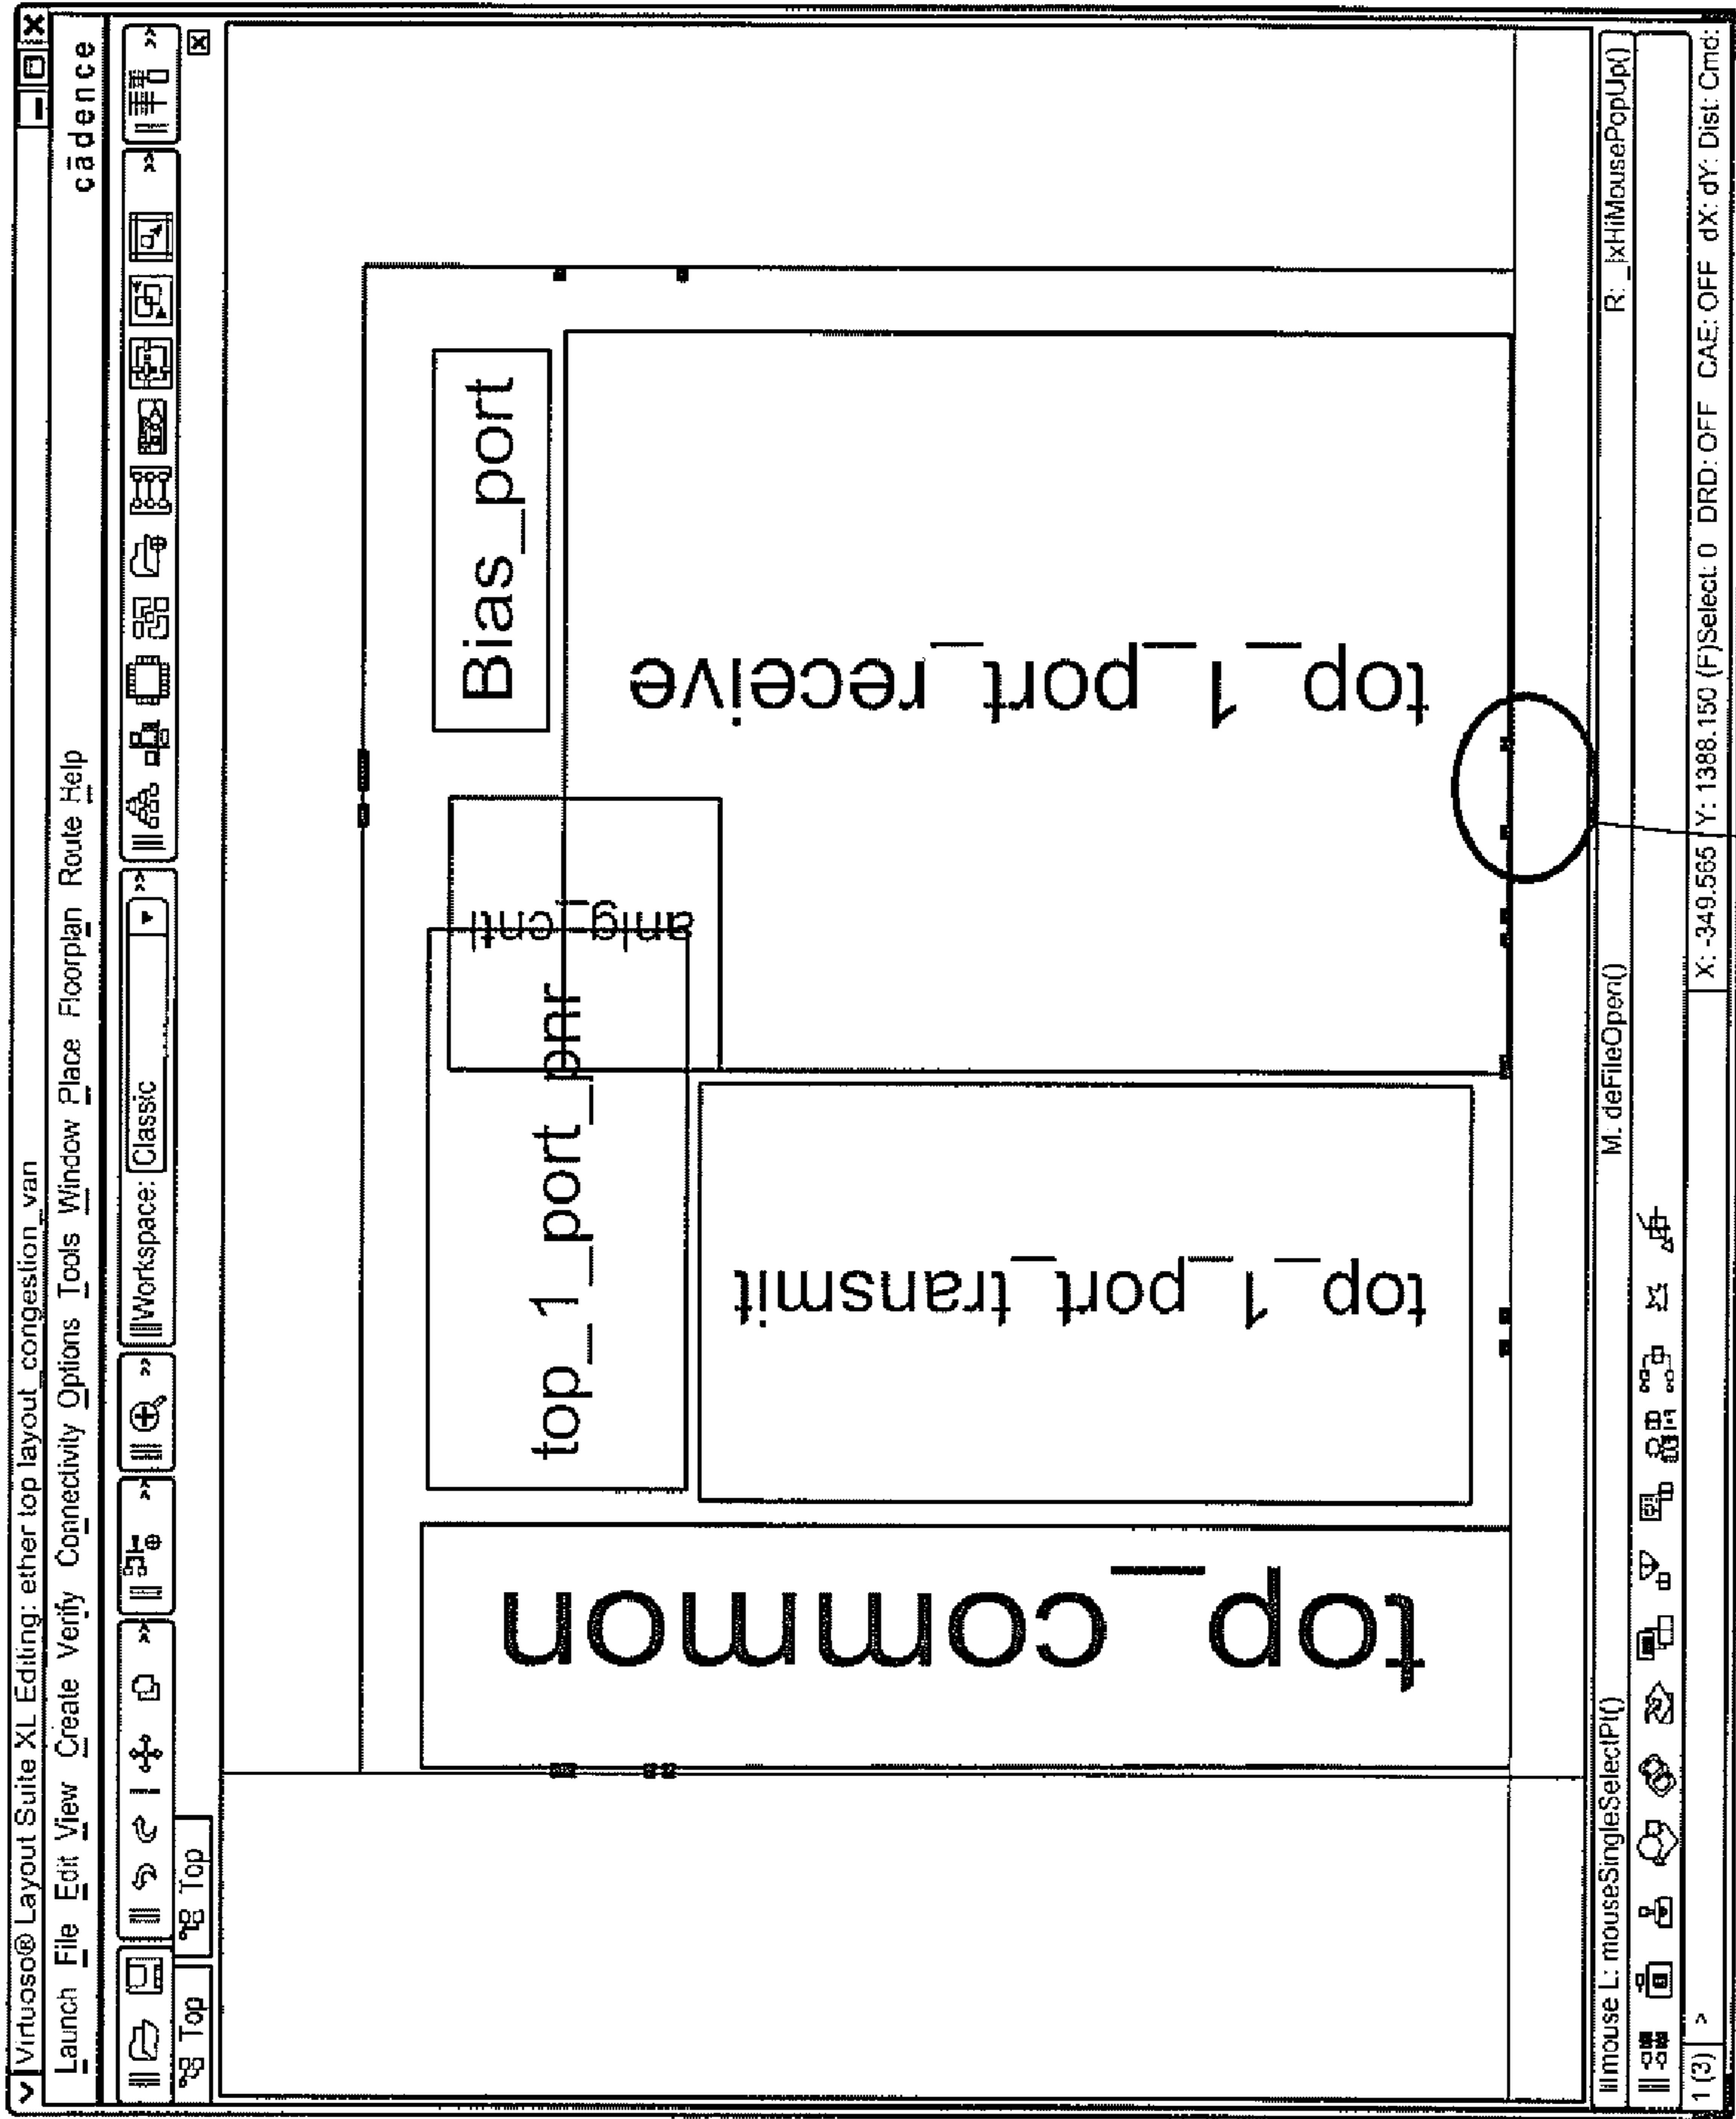 Virtuoso® Layout Suite XL Editing: ether top layout_congestion_van
Launch File Edit View Create Verify Connectivity Options Tools Window Place Floorplan Route Help
cādence
Workspace: Classic
Top
Top
top_common
top_1_port_pnr
top_1_port_transmit
Bias_port
top_1_port_receive
mouse L: mouseSingleSelectPt()
M: deFileOpen()
R: _lxHiMousePopUp()
1 (3) >
X: -349.565 Y: 1388.150 (F)Select: 0 DRD: OFF CAE: OFF dX: dY: Dist: Cmd: